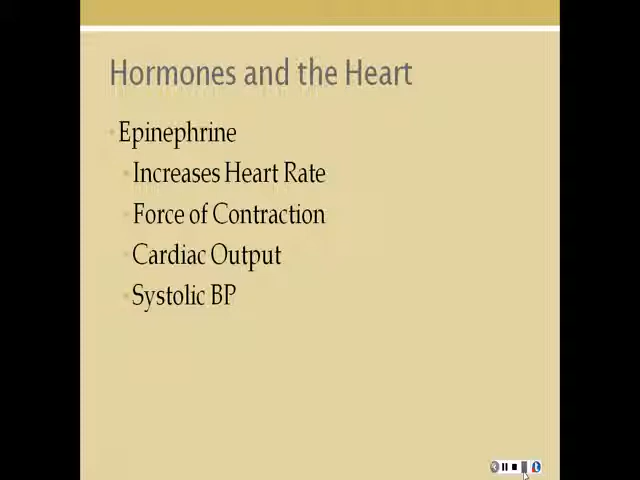 Hormones and the Heart
Epinephrine
Increases Heart Rate
Force of Contraction
Cardiac Output
Systolic BP